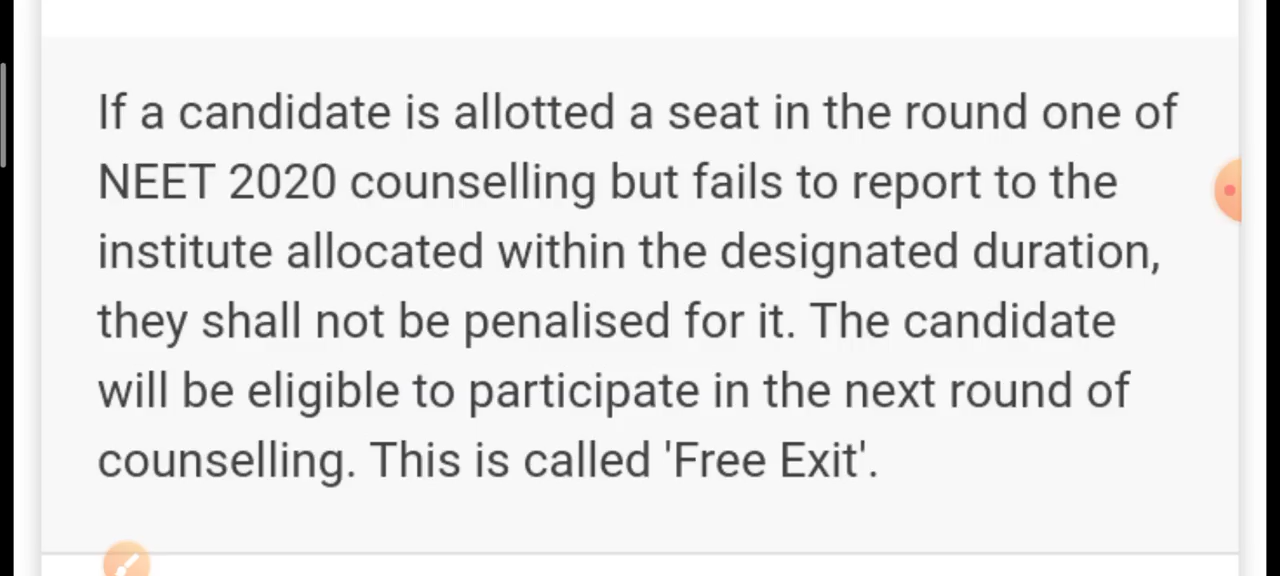 If a candidate is allotted a seat in the round one of
NEET 2020 counselling but fails to report to the
institute allocated within the designated duration,
they shall not be penalised for it. The candidate
will be eligible to participate in the next round of
counselling. This is called 'Free Exit'.